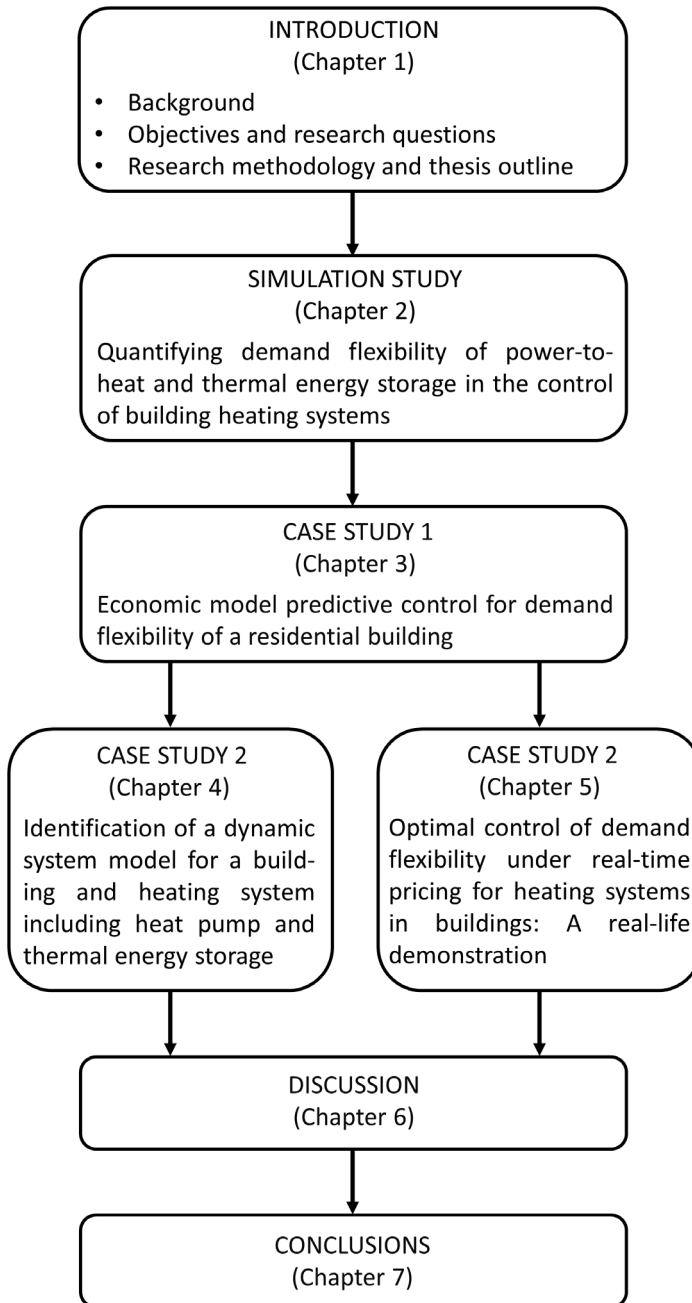 INTRODUCTION
(Chapter 1)
• Background
• Objectives and research questions
• Research methodology and thesis outline
SIMULATION STUDY
(Chapter 2)
Quantifying demand flexibility of power-to-
heat and thermal energy storage in the control
of building heating systems
CASE STUDY 1
(Chapter 3)
Economic model predictive control for demand
flexibility of a residential building
CASE STUDY 2
(Chapter 4)
Identification of a dynamic
system model for a build-
ing and heating system
including heat pump and
thermal energy storage
CASE STUDY 2
(Chapter 5)
Optimal control of demand
flexibility under real-time
pricing for heating systems
in buildings: A real-life
demonstration
DISCUSSION
(Chapter 6)
CONCLUSIONS
(Chapter 7)